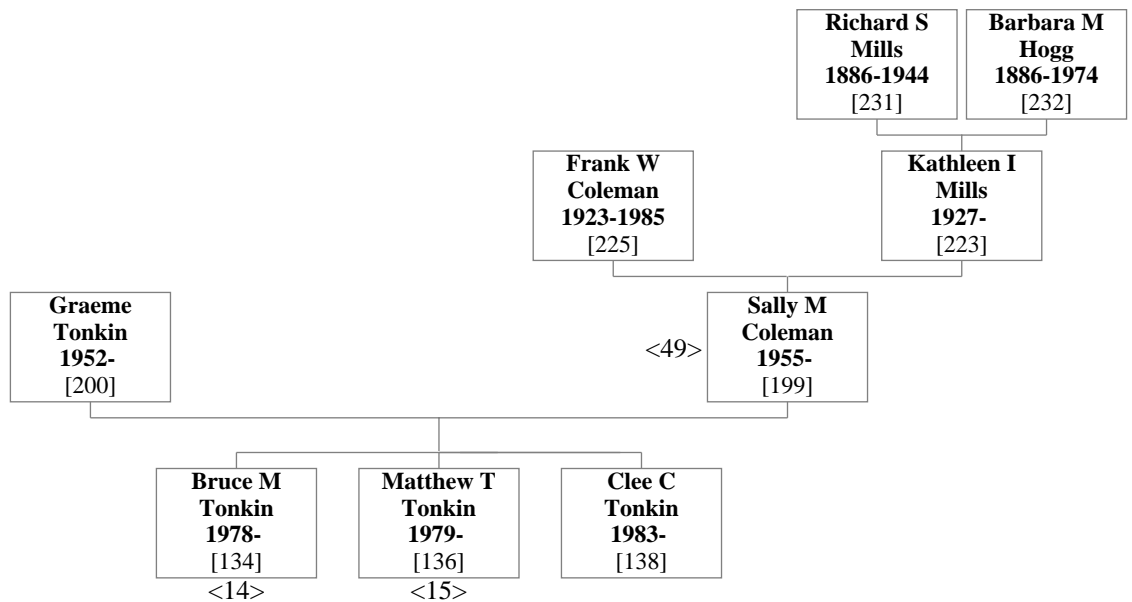 Richard S
Mills
1886-1944
[231]
Barbara M
Hogg
1886-1974
[232]
Frank W
Coleman
1923-1985
[225]
Kathleen I
Mills
1927-
[223]
Graeme
Tonkin
1952-
[200]
<49>
Sally M
Coleman
1955-
[199]
Bruce M
Tonkin
1978-
[134]
<14>
Matthew T
Tonkin
1979-
[136]
<15>
Clee C
Tonkin
1983-
[138]